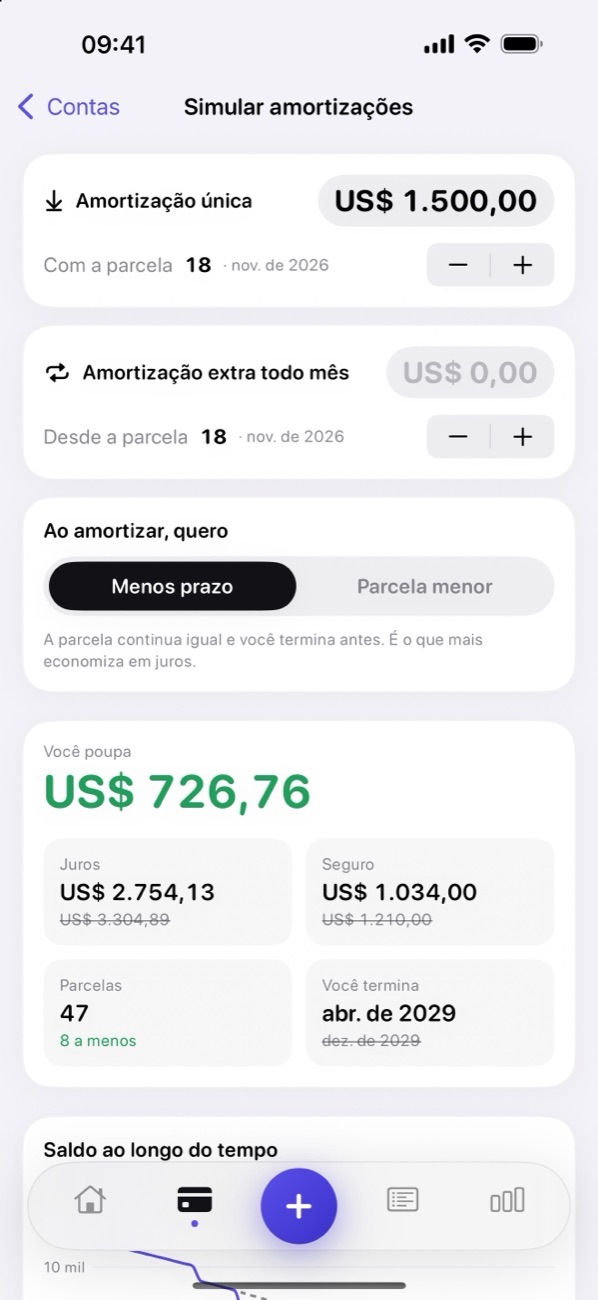 09:41
Contas
Simular amortizações
Amortização única
US$ 1.500,00
Com a parcela 18 · nov. de 2026
− +
Amortização extra todo mês
US$ 0,00
Desde a parcela 18 · nov. de 2026
− +
Ao amortizar, quero
Menos prazo
Parcela menor
A parcela continua igual e você termina antes. É o que mais
economiza em juros.
Você poupa
US$ 726,76
Juros
US$ 2.754,13
US$ 3.304,89
Seguro
US$ 1.034,00
US$ 1.210,00
Parcelas
47
8 a menos
Você termina
abr. de 2029
dez. de 2029
Saldo ao longo do tempo
+
10 mil